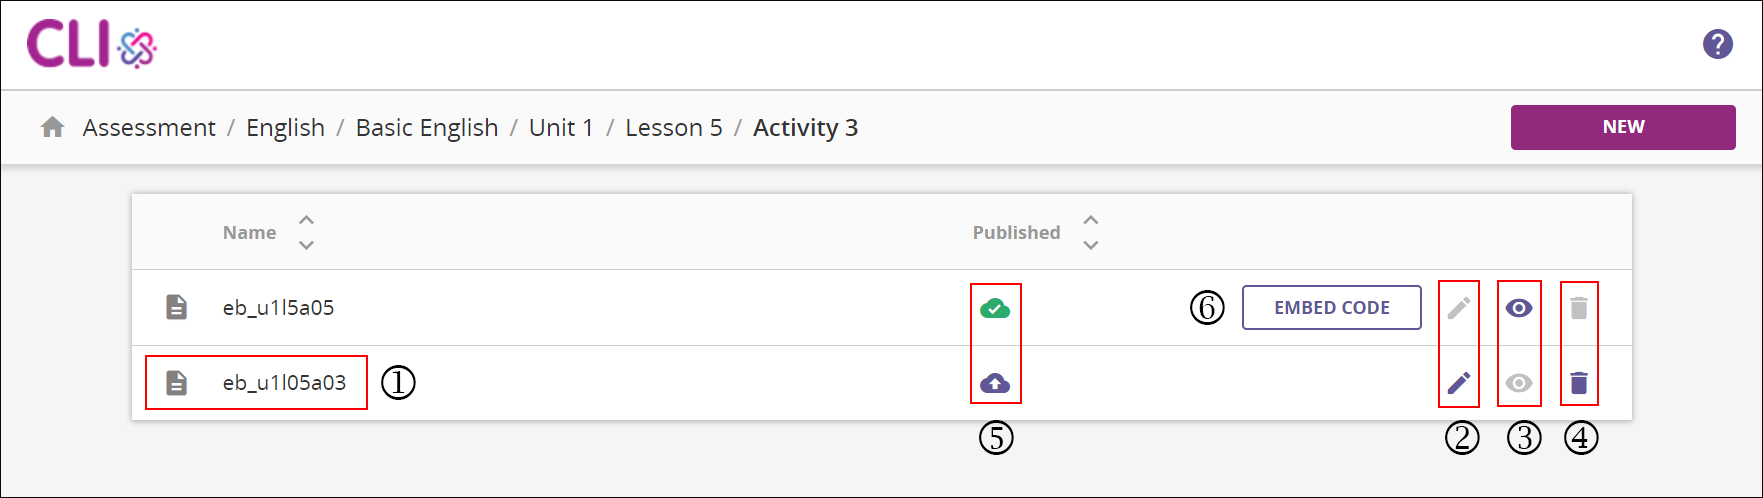 CLI
?
Assessment / English / Basic English / Unit 1 / Lesson 5 / Activity 3
NEW
Name
Published
eb_u1l5a05
⑥
EMBED CODE
eb_u1l05a03
①
⑤
②
③
④